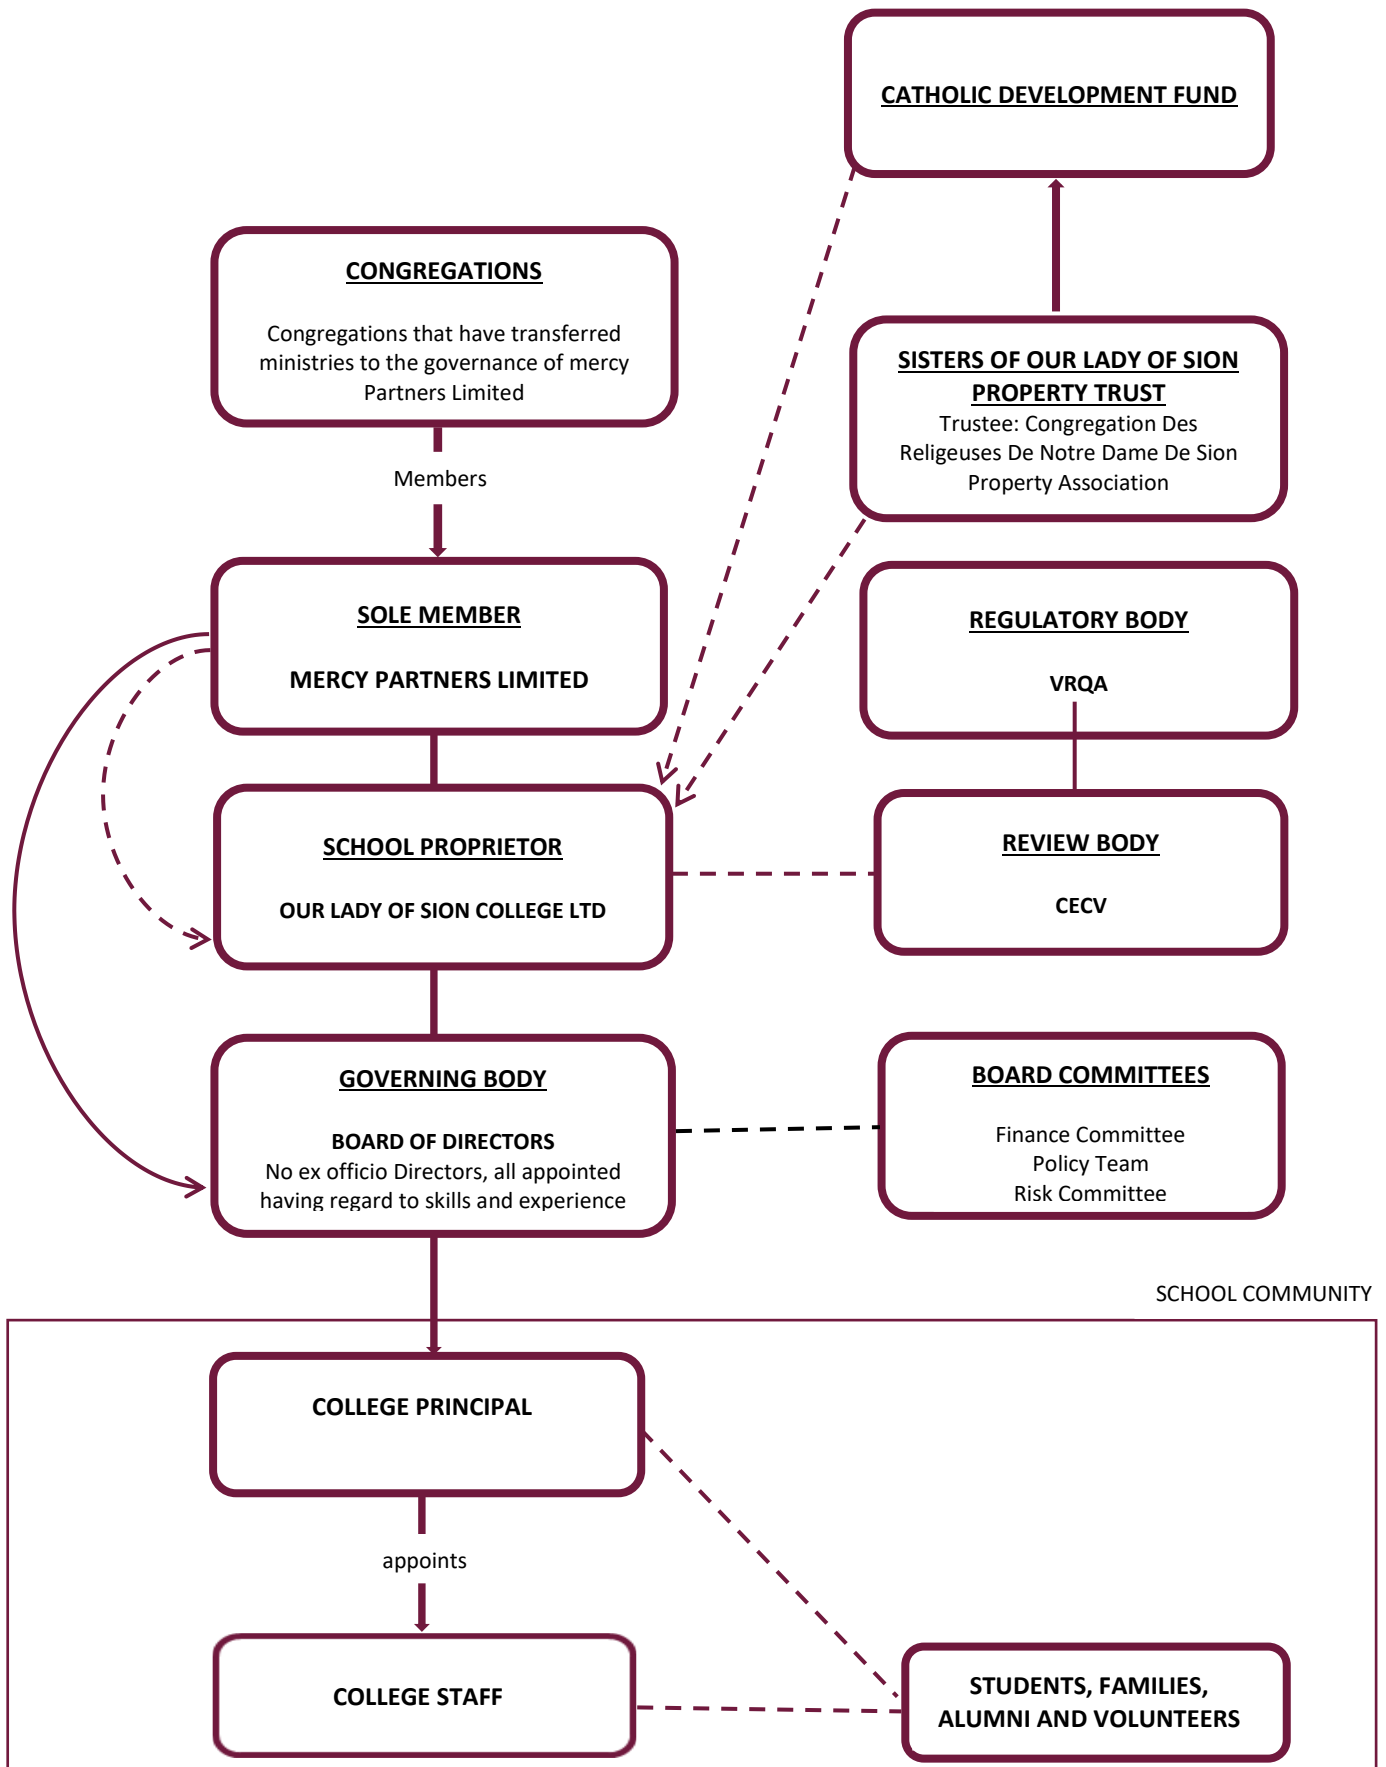 CATHOLIC DEVELOPMENT FUND
CONGREGATIONS
Congregations that have transferred
ministries to the governance of mercy
Partners Limited
SISTERS OF OUR LADY OF SION
PROPERTY TRUST
Trustee: Congregation Des
Religeuses De Notre Dame De Sion
Property Association
Members
SOLE MEMBER
MERCY PARTNERS LIMITED
REGULATORY BODY
VRQA
SCHOOL PROPRIETOR
OUR LADY OF SION COLLEGE LTD
REVIEW BODY
CECV
GOVERNING BODY
BOARD OF DIRECTORS
No ex officio Directors, all appointed
having regard to skills and experience
BOARD COMMITTEES
Finance Committee
Policy Team
Risk Committee
SCHOOL COMMUNITY
COLLEGE PRINCIPAL
appoints
COLLEGE STAFF
STUDENTS, FAMILIES,
ALUMNI AND VOLUNTEERS